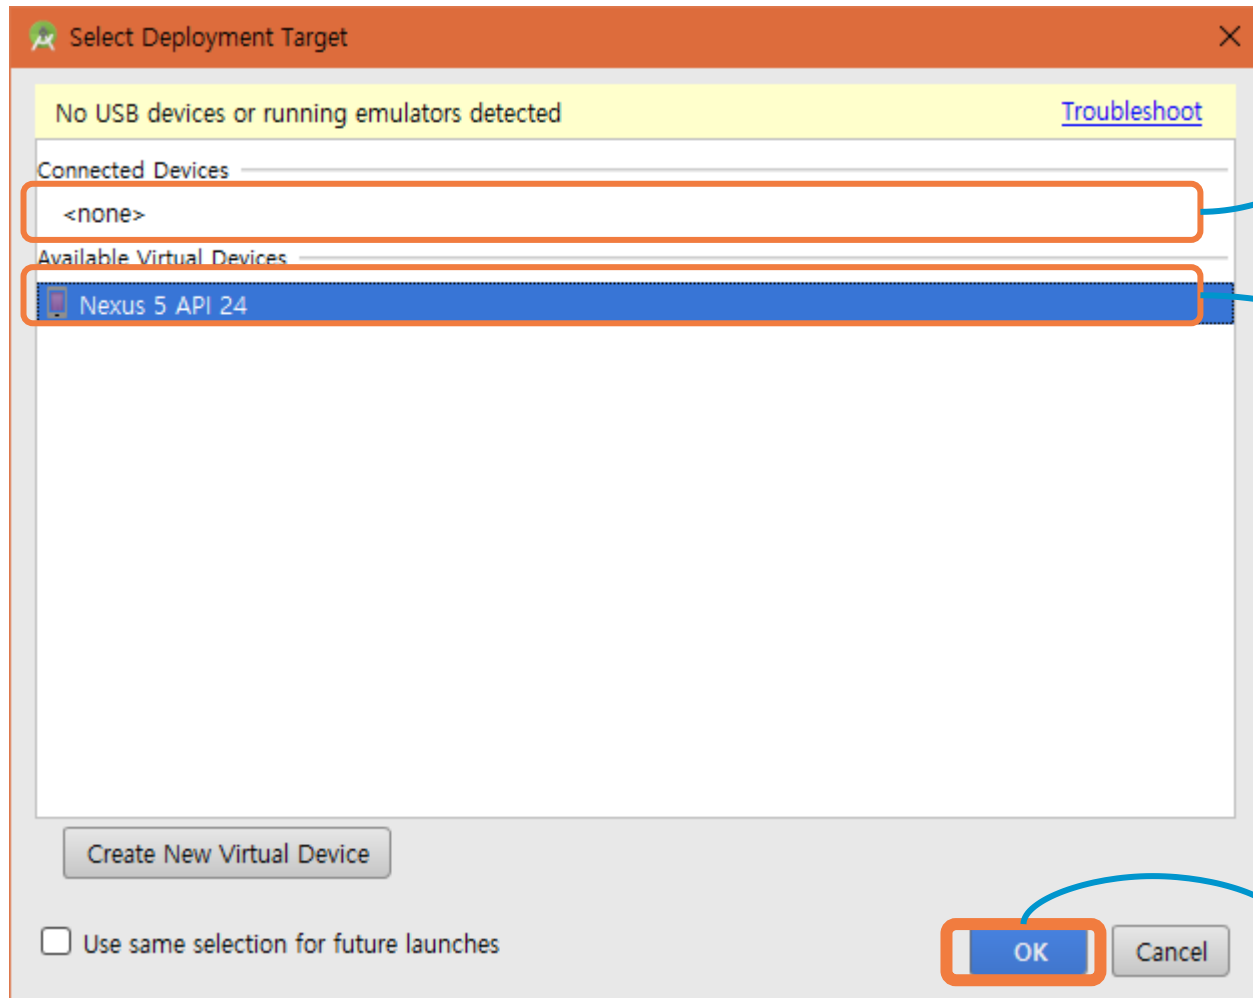 Select Deployment Target
No USB devices or running emulators detected Troubleshoot
Connected Devices
<none>
Available Virtual Devices
Nexus 5 API 24
Create New Virtual Device
Use same selection for future launches
OK Cancel